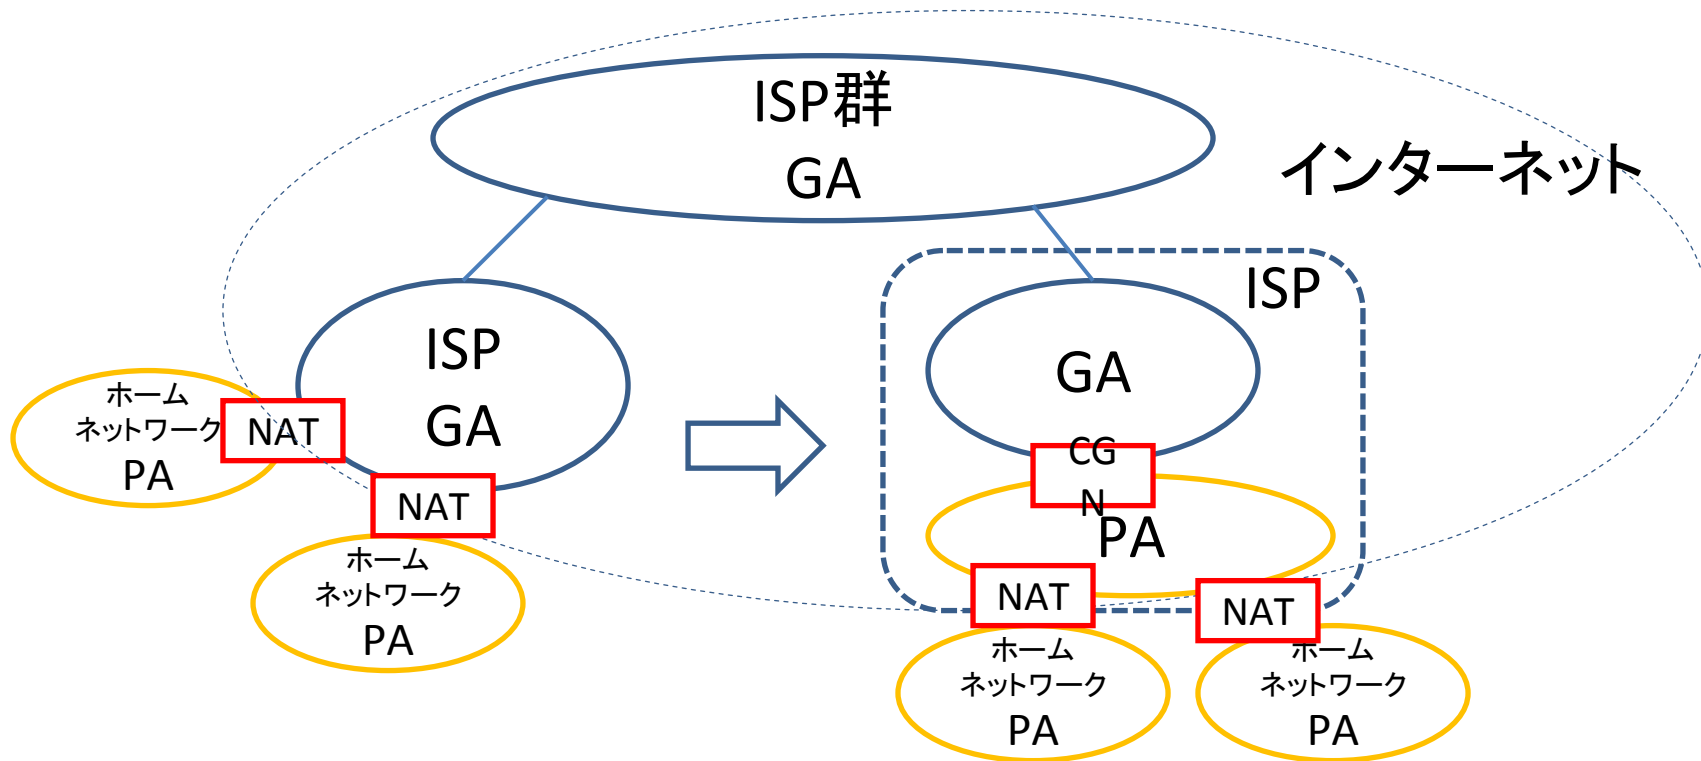 ISP群
GA
インターネット
ISP
GA
ホーム
ネットワーク
PA
NAT
NAT
ホーム
ネットワーク
PA
ISP
GA
CG
N
PA
NAT
NAT
ホーム
ネットワーク
PA
ホーム
ネットワーク
PA